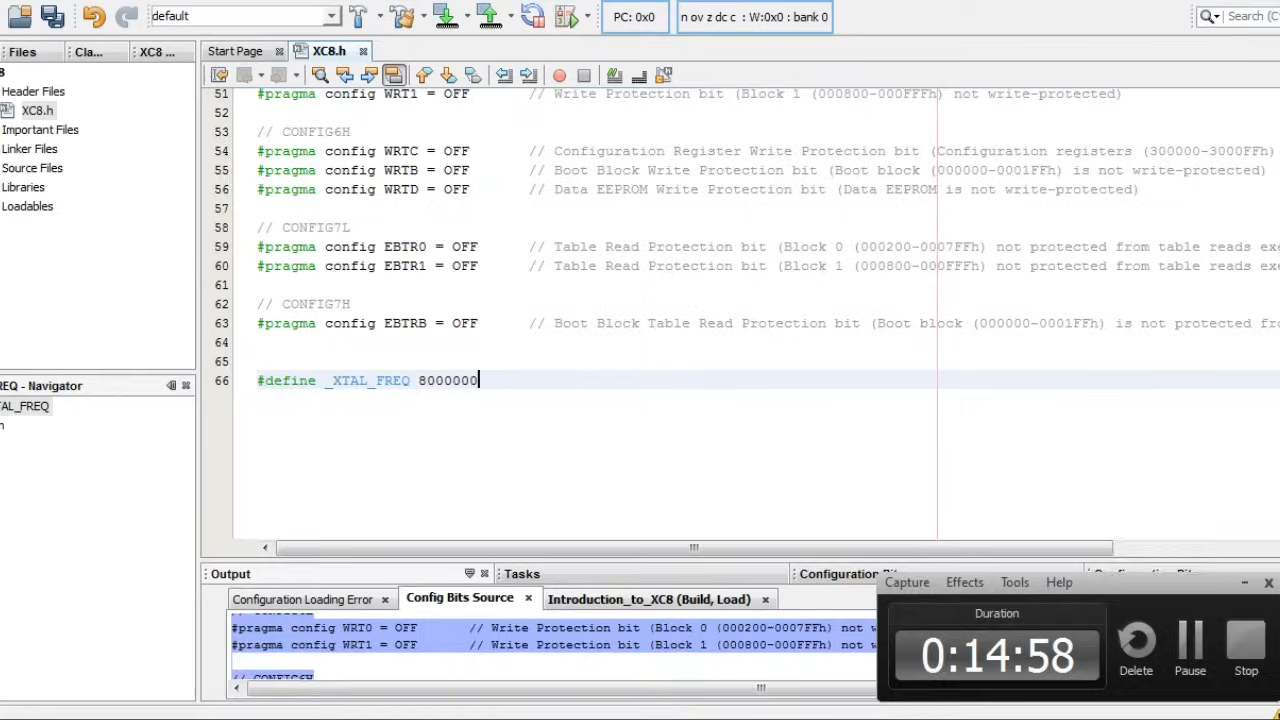 default
PC: 0x0
n ov z dc c : W:0x0 : bank 0
Search (C
Files
Cla...
XC8 ...
Start Page
XC8.h
8
Header Files
XC8.h
Important Files
Linker Files
Source Files
Libraries
Loadables
51 #pragma config WRT1 = OFF // Write Protection bit (Block 1 (000800-000FFFh) not write-protected)
52
53 // CONFIG6H
54 #pragma config WRTC = OFF // Configuration Register Write Protection bit (Configuration registers (300000-3000FFh)
55 #pragma config WRTB = OFF // Boot Block Write Protection bit (Boot block (000000-0001FFh) is not write-protected)
56 #pragma config WRTD = OFF // Data EEPROM Write Protection bit (Data EEPROM is not write-protected)
57
58 // CONFIG7L
59 #pragma config EBTR0 = OFF // Table Read Protection bit (Block 0 (000200-0007FFh) not protected from table reads exe
60 #pragma config EBTR1 = OFF // Table Read Protection bit (Block 1 (000800-000FFFh) not protected from table reads exe
61
62 // CONFIG7H
63 #pragma config EBTRB = OFF // Boot Block Table Read Protection bit (Boot block (000000-0001FFh) is not protected fro
64
65
66 #define _XTAL_FREQ 8000000
REQ - Navigator
TAL_FREQ
h
Output
Tasks
Configuration Bits
Configuration Loading Error
Config Bits Source
Introduction_to_XC8 (Build, Load)
#pragma config WRT0 = OFF // Write Protection bit (Block 0 (000200-0007FFh) not w
#pragma config WRT1 = OFF // Write Protection bit (Block 1 (000800-000FFFh) not w
// CONFIG6H
Capture Effects Tools Help
Duration
0:14:58
Delete
Pause
Stop